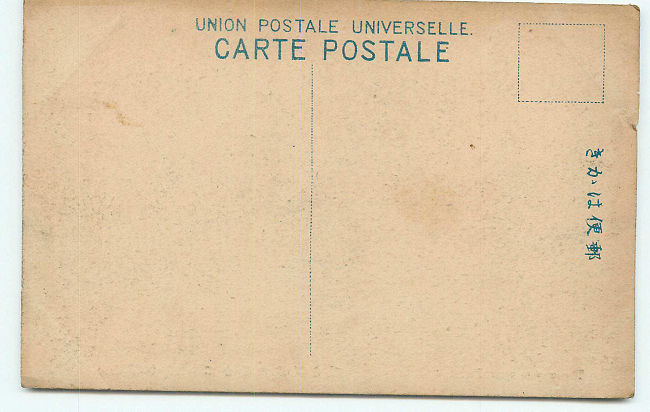 UNION POSTALE UNIVERSELLE.
CARTE POSTALE
郵便はかき